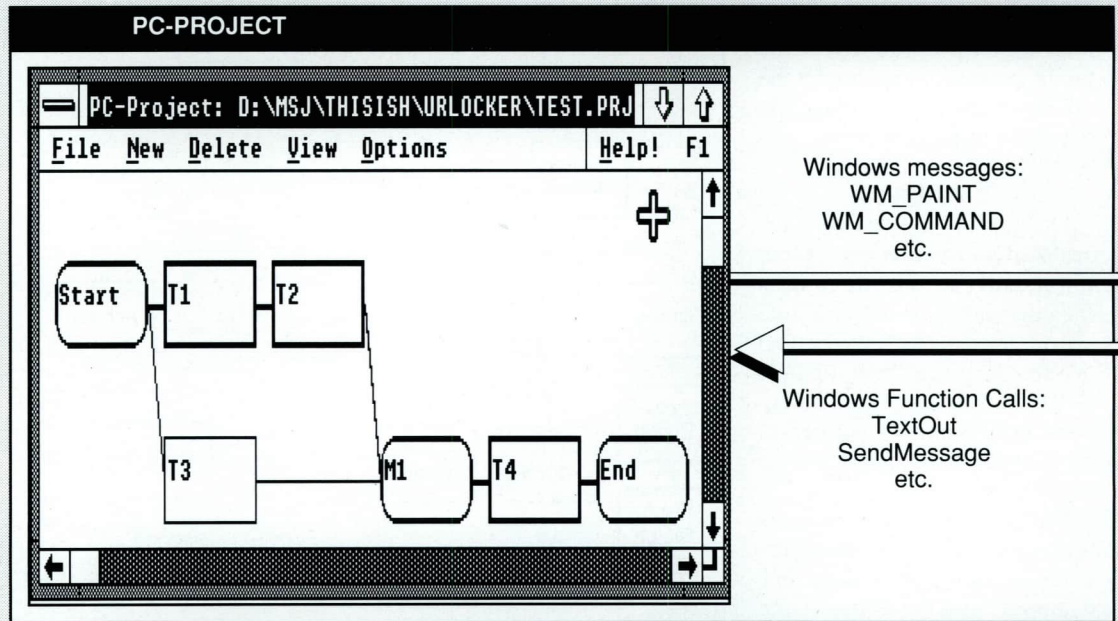 PC-PROJECT
PC-Project: D:\MSJ\THISISH\URLOCKER\TEST.PRJ
File New Delete View Options Help! F1
Start T1 T2
T3 M1 T4 End
Windows messages:
WM_PAINT
WM_COMMAND
etc.
Windows Function Calls:
TextOut
SendMessage
etc.